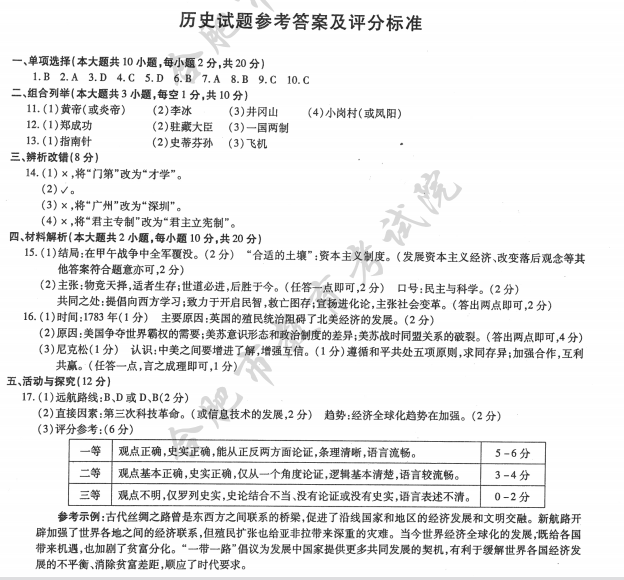 历史试题参考答案及评分标准
一、单项选择(本大题共10小题,每小题2分,共20分)
1.B 2.A 3.D 4.C 5.D 6.B 7.A 8.B 9.C 10.C
二、组合列举(本大题共3小题,每空1分,共10分)
11.(1)黄帝(或炎帝) (2)李冰 (3)井冈山 (4)小岗村(或凤阳)
12.(1)郑成功 (2)驻藏大臣 (3)一国两制
13.(1)指南针 (2)史蒂芬孙 (3)飞机
三、辨析改错(8分)
14.(1)×,将“门第”改为“才学”。
(2)✓。
(3)×,将“广州”改为“深圳”。
(4)×,将“君主专制”改为“君主立宪制”。
四、材料解析(本大题共2小题,每小题10分,共20分)
15.(1)结局:在甲午战争中全军覆没。(2分) “合适的土壤”:资本主义制度。(发展资本主义经济、改变落后观念等其
他答案符合题意亦可,2分)
(2)主张:物竞天择,适者生存;世道必进,后胜于今。(任答一点即可,2分) 口号:民主与科学。(2分)
共同之处:提倡向西方学习;致力于开启民智,救亡图存;宣扬进化论,主张社会变革。(答出两点即可,2分)
16.(1)时间:1783年(1分) 主要原因:英国的殖民统治阻碍了北美经济的发展。(2分)
(2)原因:美国争夺世界霸权的需要;美苏意识形态和政治制度的差异;美苏战时同盟关系的破裂。(答出两点即可,4分)
(3)尼克松(1分) 认识:中美之间要增进了解,增强互信。(1分)遵循和平共处五项原则,求同存异;加强合作,互利
共赢。(任答一点,言之成理即可,1分)
五、活动与探究(12分)
17.(1)远航路线:B、D或D、B(2分)
(2)直接因素:第三次科技革命。(或信息技术的发展,2分) 趋势:经济全球化趋势在加强。(2分)
(3)评分参考:(6分)
一等 观点正确,史实正确,能从正反两方面论证,条理清晰,语言流畅。 5-6分
二等 观点基本正确,史实正确,仅从一个角度论证,逻辑基本清楚,语言较流畅。 3-4分
三等 观点不明,仅罗列史实,史论结合不当、没有论证或没有史实,语言表述不清。 0-2分
参考示例:古代丝绸之路曾是东西方之间联系的桥梁,促进了沿线国家和地区的经济发展和文明交融。新航路开
辟加强了世界各地之间的经济联系,但殖民扩张也给亚非拉带来深重的灾难。当今世界经济全球化的发展,既给各国
带来机遇,也加剧了贫富分化。“一带一路”倡议为发展中国家提供更多共同发展的契机,有利于缓解世界各国经济发
展的不平衡、消除贫富差距,顺应了时代要求。
合肥市教育考试院